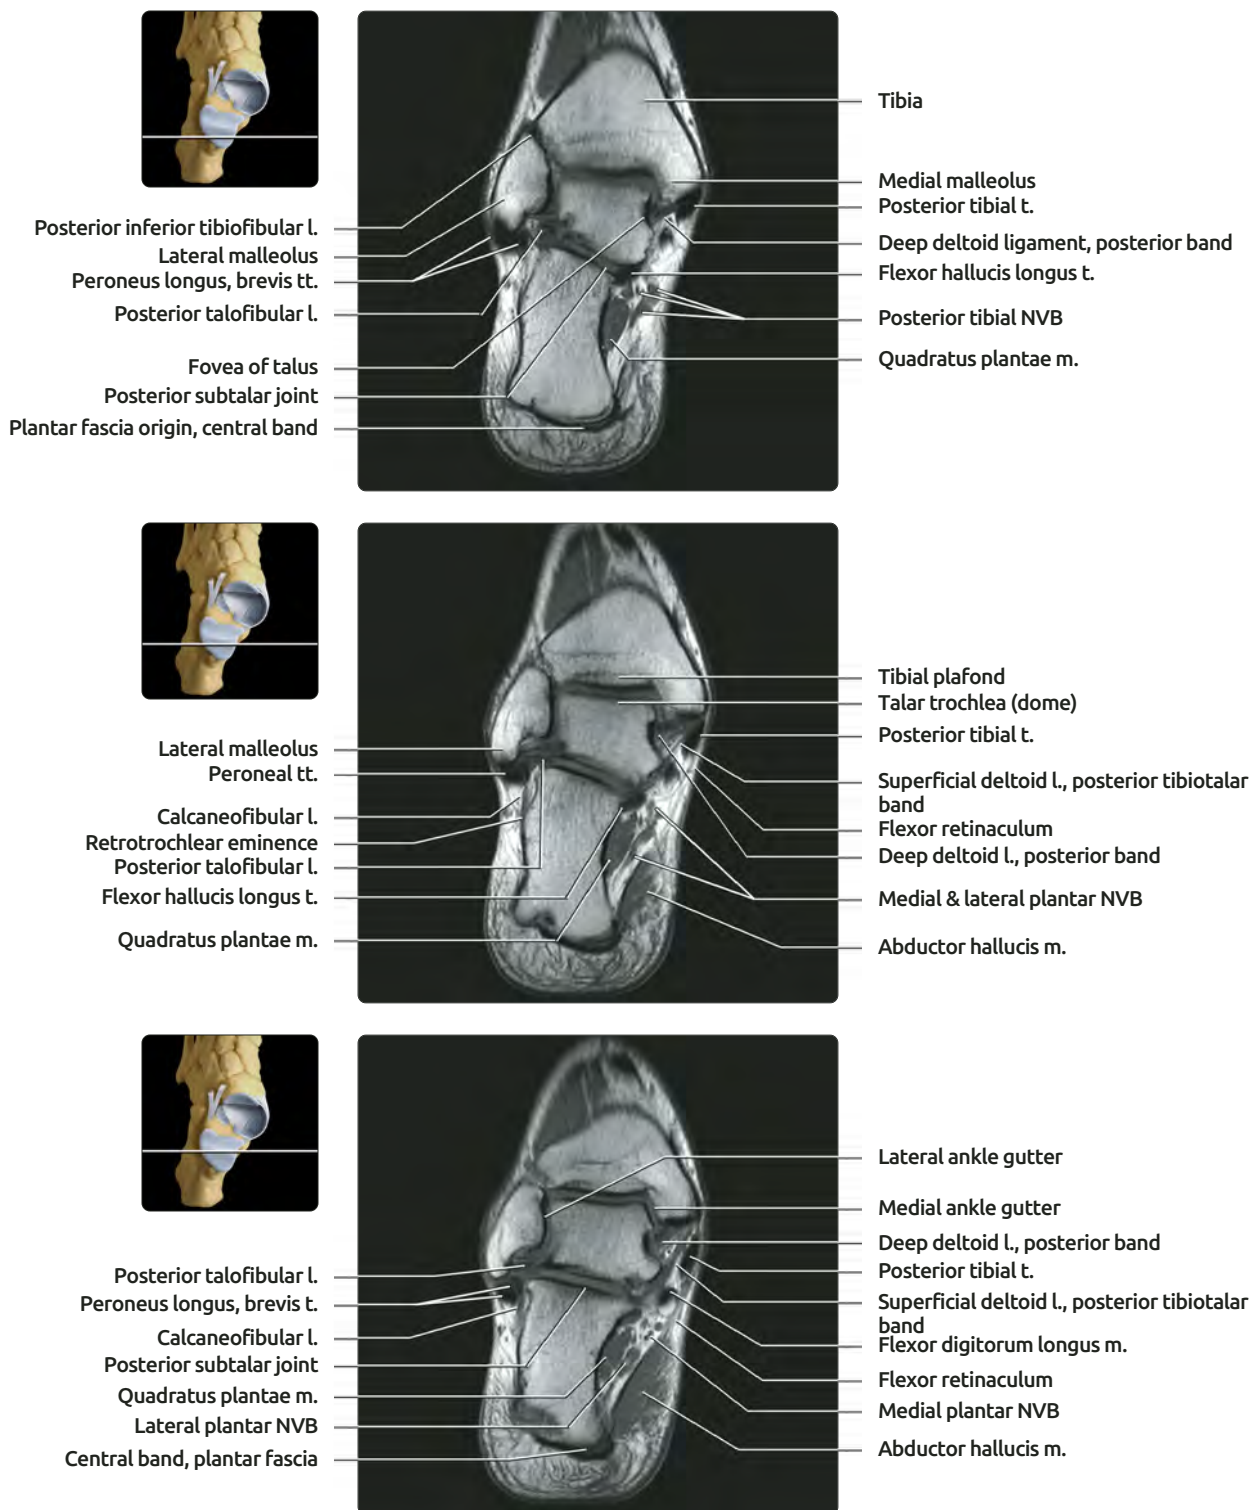 Tibia
Medial malleolus
Posterior tibial t.
Posterior inferior tibiofibular l.
Deep deltoid ligament, posterior band
Lateral malleolus
Flexor hallucis longus t.
Peroneus longus, brevis tt.
Posterior talofibular l.
Posterior tibial NVB
Quadratus plantae m.
Fovea of talus
Posterior subtalar joint
Plantar fascia origin, central band
Tibial plafond
Talar trochlea (dome)
Posterior tibial t.
Lateral malleolus
Peroneal tt.
Superficial deltoid l., posterior tibiotalar
band
Calcaneofibular l.
Flexor retinaculum
Retrotrochlear eminence
Deep deltoid l., posterior band
Posterior talofibular l.
Flexor hallucis longus t.
Medial & lateral plantar NVB
Quadratus plantae m.
Abductor hallucis m.
Lateral ankle gutter
Medial ankle gutter
Deep deltoid l., posterior band
Posterior tibial t.
Posterior talofibular l.
Peroneus longus, brevis t.
Superficial deltoid l., posterior tibiotalar
band
Calcaneofibular l.
Flexor digitorum longus m.
Posterior subtalar joint
Flexor retinaculum
Quadratus plantae m.
Medial plantar NVB
Lateral plantar NVB
Abductor hallucis m.
Central band, plantar fascia